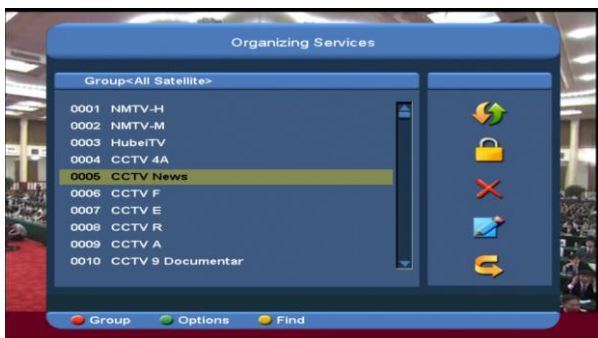 Organizing Services
Group<All Satellite>
0001 NMTV-H
0002 NMTV-M
0003 HubeiTV
0004 CCTV 4A
0005 CCTV News
0006 CCTV F
0007 CCTV E
0008 CCTV R
0009 CCTV A
0010 CCTV 9 Documentar
Group Options Find